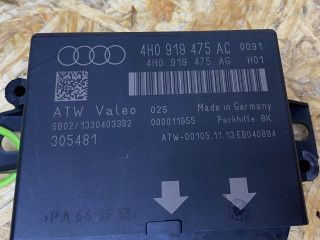 4H0 919 475 AC 0091
4H0 919 475 AG H01
ATW Valeo 02S Made in Germany
SB02/1330403392 000011955 Parkhilfe 8K
305481 ATW-00105.11.13 EB040894